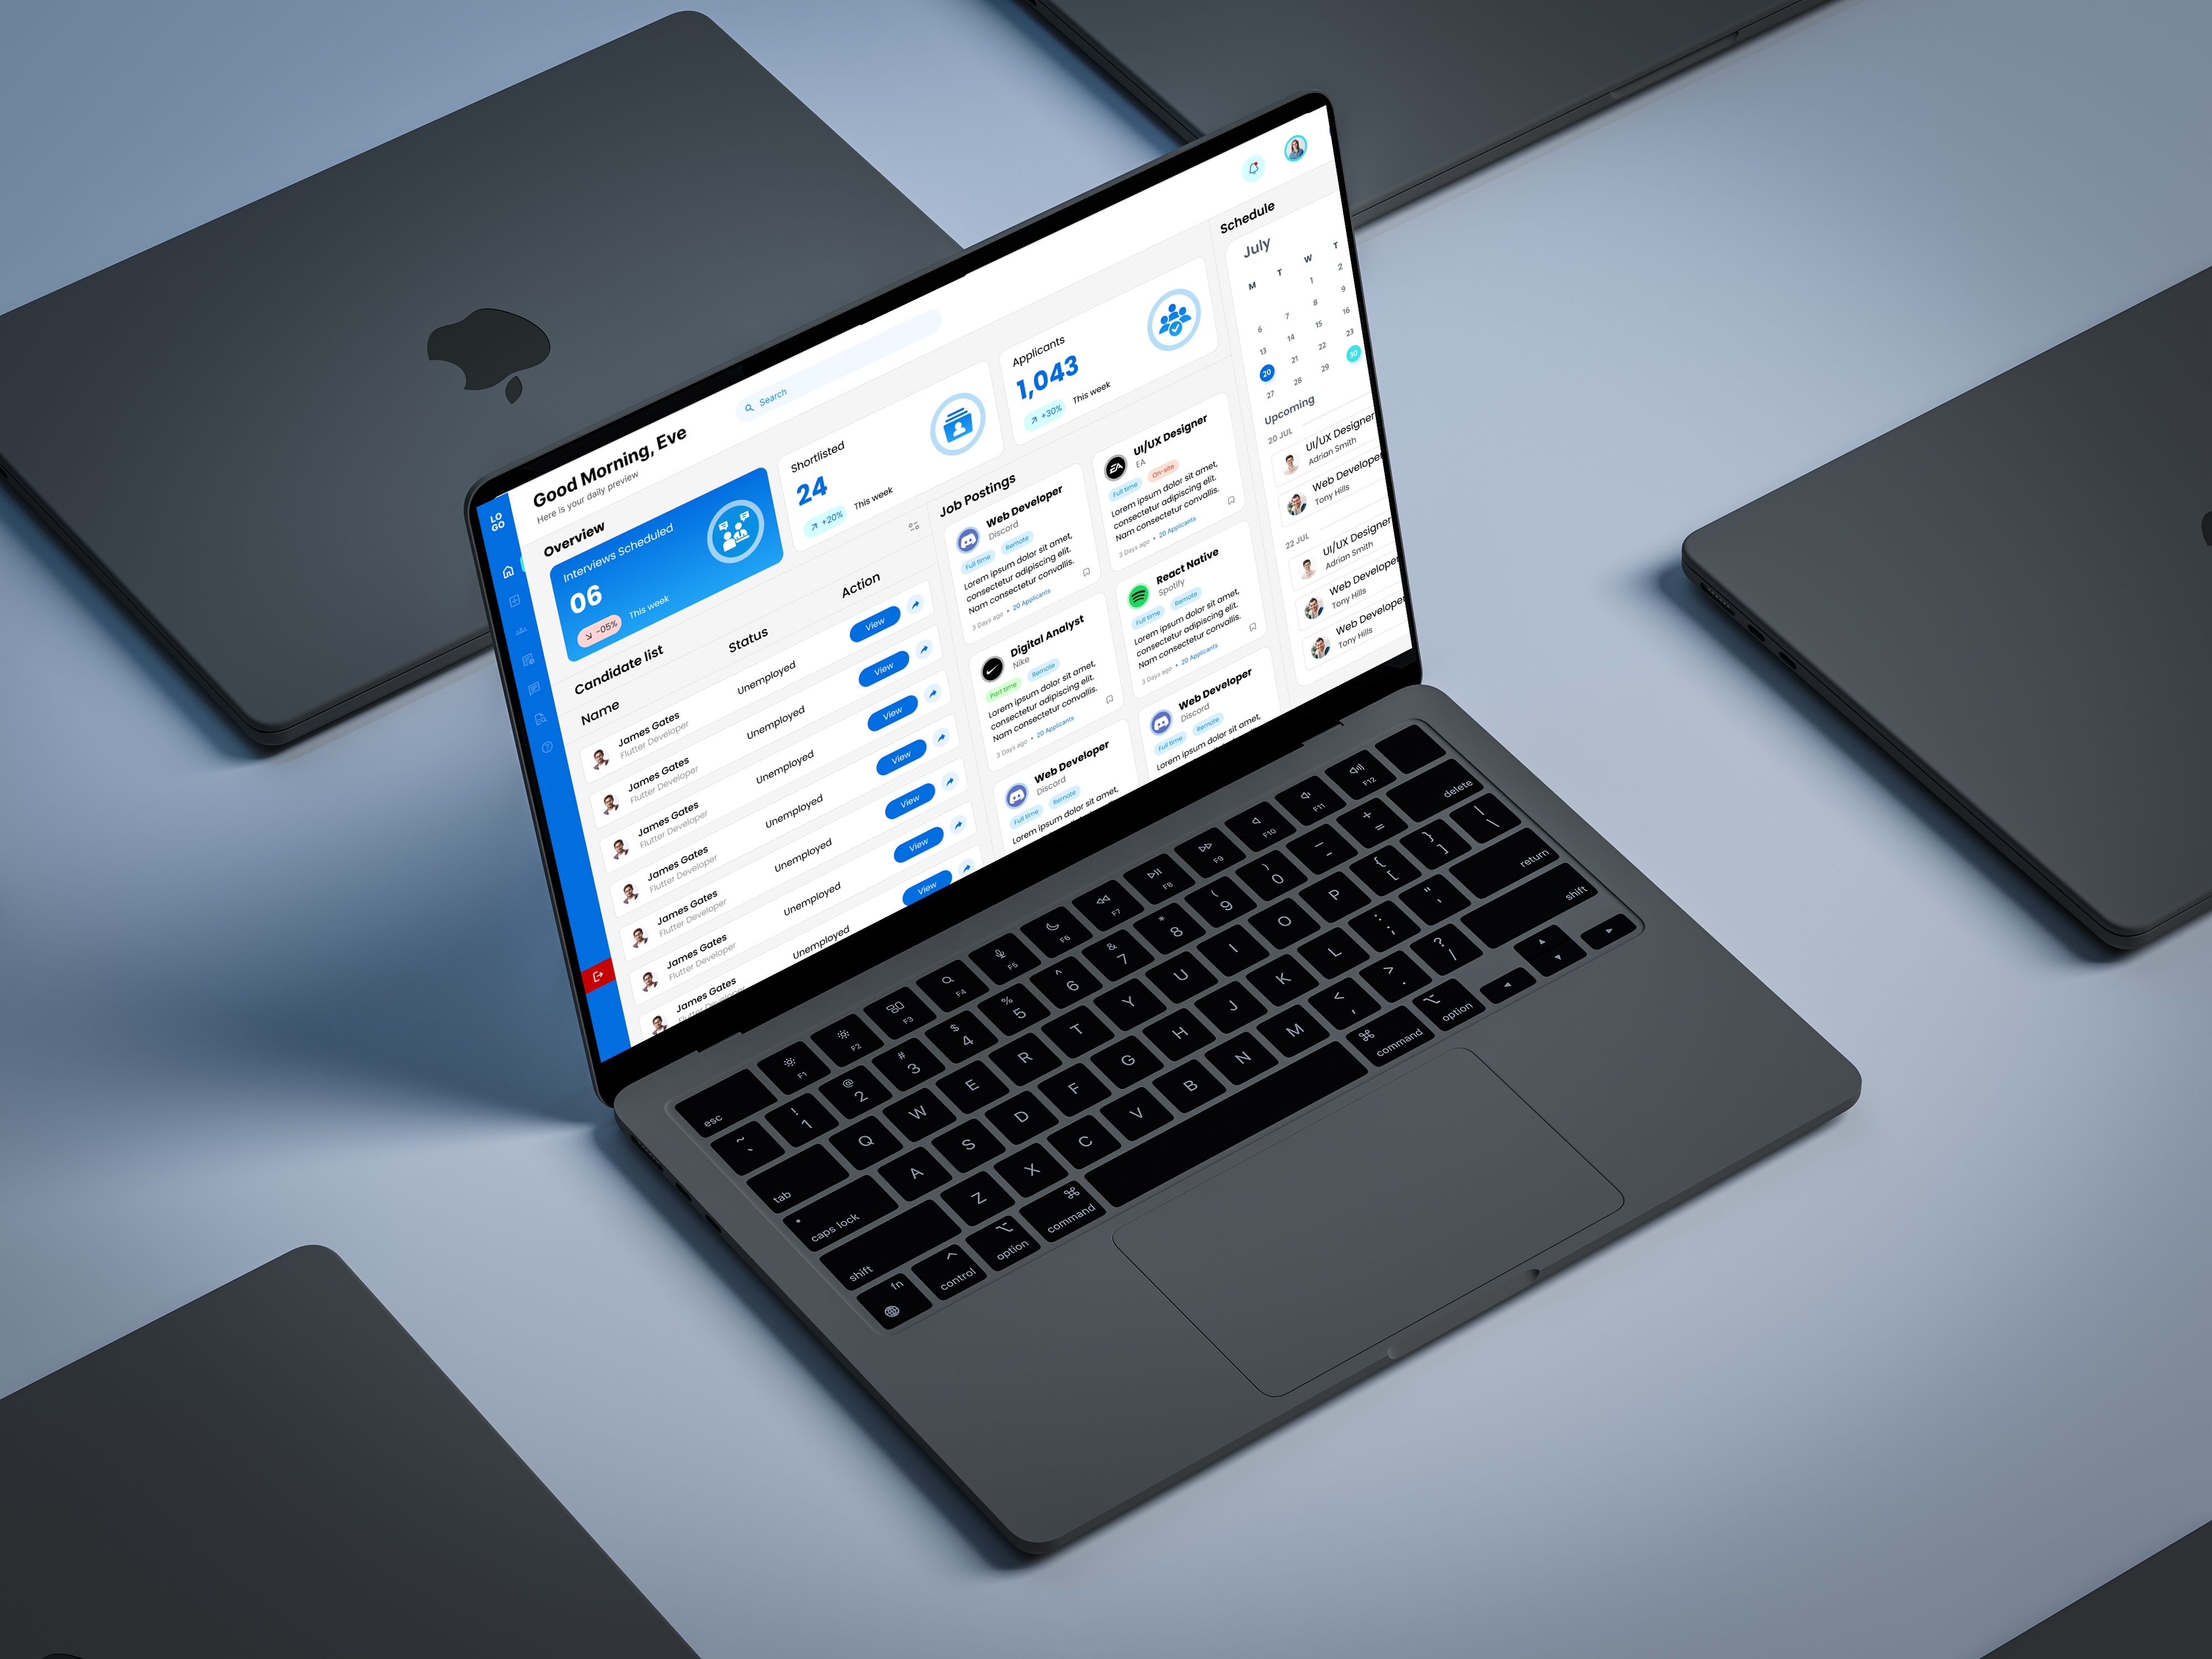 LO
GO
Good Morning, Eve
Here is your daily preview
Search
Overview
Interviews Scheduled
06
-05%
This week
Shortlisted
24
+20%
This week
Applicants
1,043
+30%
This week
Candidate list
Name
Status
Action
James Gates
Flutter Developer
Unemployed
View
James Gates
Flutter Developer
Unemployed
View
James Gates
Flutter Developer
Unemployed
View
James Gates
Flutter Developer
Unemployed
View
James Gates
Flutter Developer
Unemployed
View
James Gates
Flutter Developer
Unemployed
View
James Gates
Flutter Developer
Unemployed
View
Job Postings
Web Developer
Discord
Full time
Remote
Lorem ipsum dolor sit amet,
consectetur adipiscing elit.
Nam consectetur convallis.
3 Days ago • 20 Applicants
UI/UX Designer
EA
Full time
On-site
Lorem ipsum dolor sit amet,
consectetur adipiscing elit.
Nam consectetur convallis.
3 Days ago • 20 Applicants
Digital Analyst
Nike
Part time
Remote
Lorem ipsum dolor sit amet,
consectetur adipiscing elit.
Nam consectetur convallis.
3 Days ago • 20 Applicants
React Native
Spotify
Full time
Remote
Lorem ipsum dolor sit amet,
consectetur adipiscing elit.
Nam consectetur convallis.
3 Days ago • 20 Applicants
Web Developer
Discord
Full time
Remote
Lorem ipsum dolor sit amet,
Web Developer
Discord
Full time
Remote
Lorem ipsum dolor sit amet,
Schedule
July
M T W T
1 2
6 7 8 9
13 14 15 16
20 21 22 23
27 28 29 30
Upcoming
20 JUL
UI/UX Designer
Adrian Smith
Web Developer
Tony Hills
22 JUL
UI/UX Designer
Adrian Smith
Web Developer
Tony Hills
Web Developer
Tony Hills
esc F1 F2 F3 F4 F5 F6 F7 F8 F9 F10 F11 F12
~ ` ! 1 @ 2 # 3 $ 4 % 5 ^ 6 & 7 * 8 ( 9 ) 0 _ - + = delete
tab Q W E R T Y U I O P { [ } ] | \
caps lock A S D F G H J K L : ; " ' return
shift Z X C V B N M < , > . ? / shift
fn control option command command option